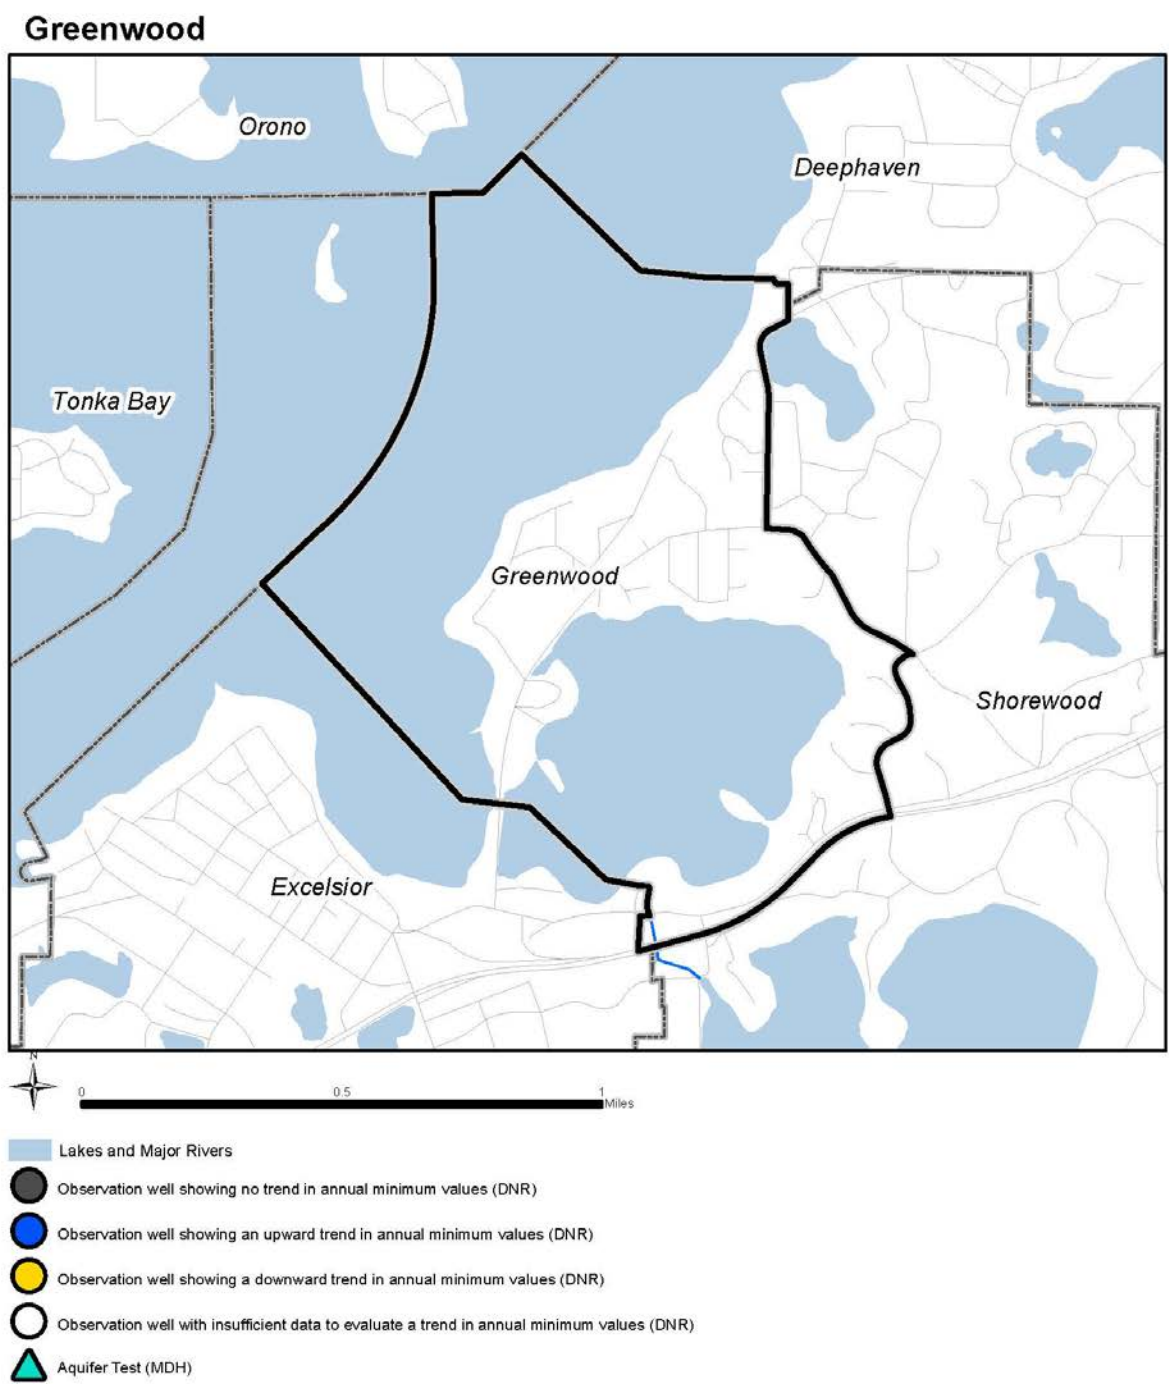 Greenwood
Orono
Deephaven
Tonka Bay
Greenwood
Shorewood
Excelsior
N
0 0.5 1
Miles
Lakes and Major Rivers
Observation well showing no trend in annual minimum values (DNR)
Observation well showing an upward trend in annual minimum values (DNR)
Observation well showing a downward trend in annual minimum values (DNR)
Observation well with insufficient data to evaluate a trend in annual minimum values (DNR)
Aquifer Test (MDH)